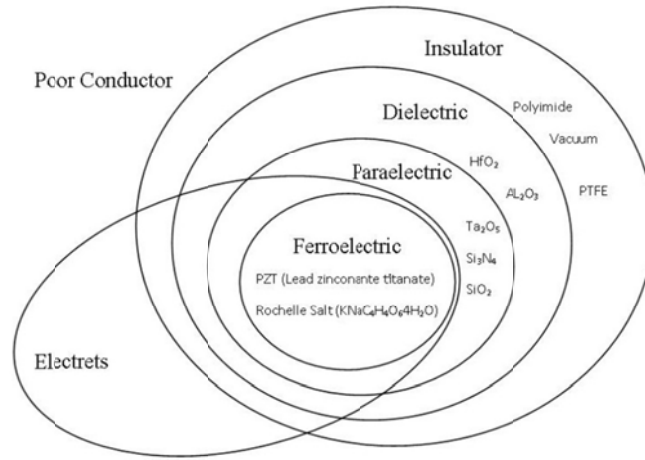 Insulator
Poor Conductor
Dielectric
Polyimide
Vacuum
Paraelectric
HfO₂
AL₂O₃
PTFE
Ta₂O₅
Ferroelectric
Si₃N₄
PZT (Lead zinconante titanate)
SiO₂
Rochelle Salt (KNaC₄H₄O₆4H₂O)
Electrets